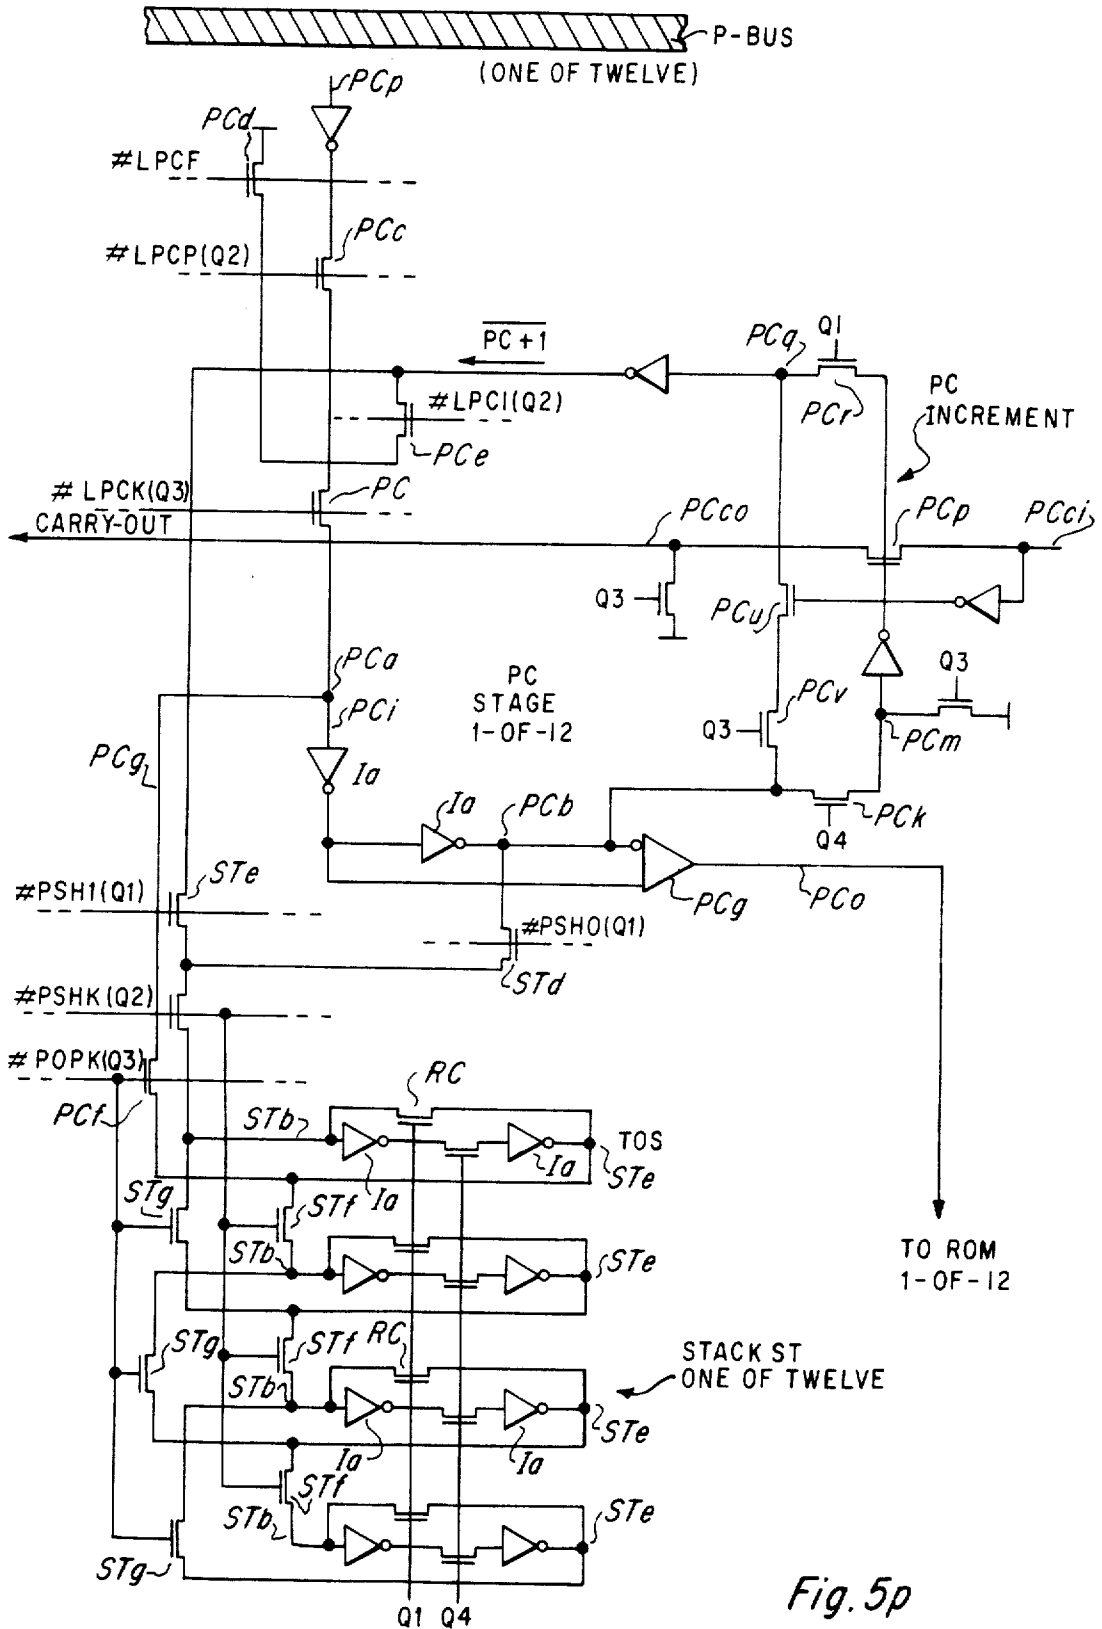 P-BUS
(ONE OF TWELVE)
PCp
PCd
#LPCF
PCc
#LPCP(Q2)
PC+1
PCq
Q1
PCr
PC
INCREMENT
#LPC1(Q2)
PCe
#LPCK(Q3)
PC
CARRY-OUT
PCco
PCp
PCci
Q3
PCu
PCa
PCi
PC
STAGE
1-OF-12
PCv
Q3
Q3
PCm
PCg
Ia
Ia
PCb
PCk
Q4
STe
#PSH1(Q1)
PCg
PCo
#PSHO(Q1)
STd
#PSHK(Q2)
#POPK(Q3)
PCf
RC
STb
TOS
Ia
Ia
STe
STg
STf
STb
STe
TO ROM
1-OF-12
STg
STf
RC
STb
STACK ST
ONE OF TWELVE
STe
Ia
Ia
STf
STb
STe
STg
Q1 Q4
Fig. 5p